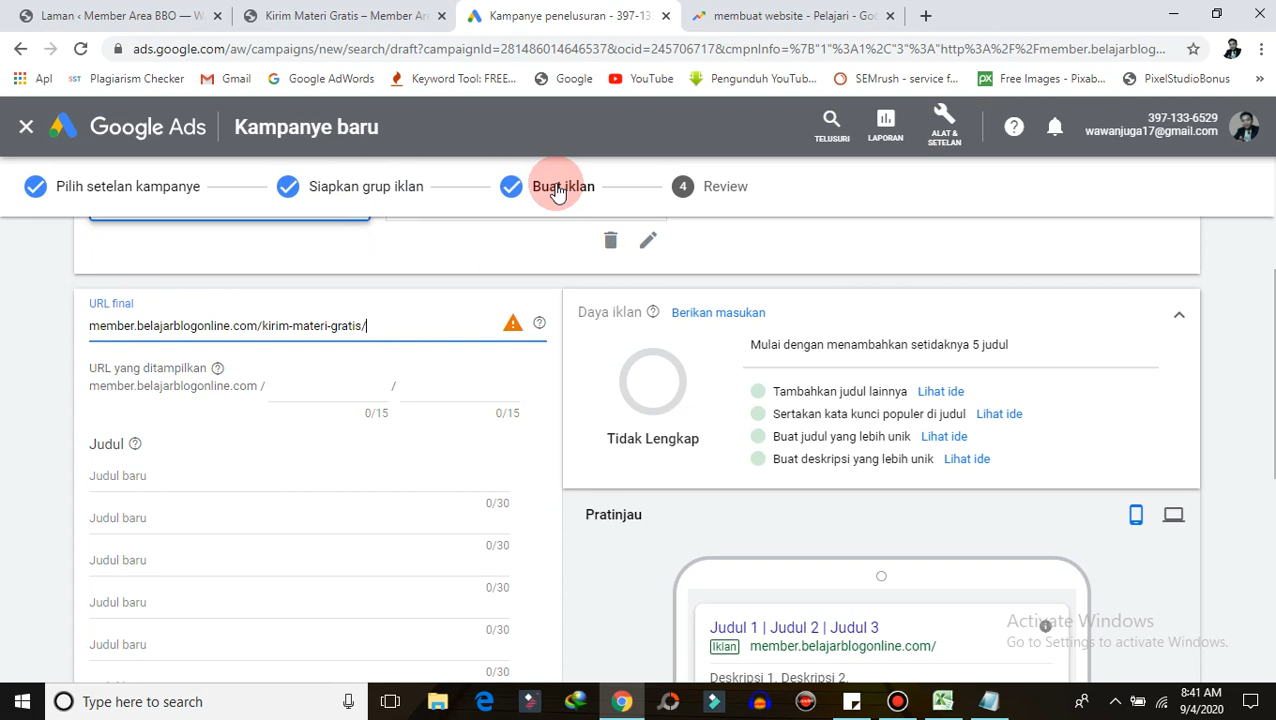 Laman < Member Area BBO — W
Kirim Materi Gratis – Member Are
Kampanye penelusuran - 397-13
membuat website - Pelajari - Goo
ads.google.com/aw/campaigns/new/search/draft?campaignId=281486014646537&ocid=245706717&cmpnInfo=%7B"1"%3A1%2C"3"%3A"http%3A%2F%2Fmember.belajarblog...
Apl
SST
Plagiarism Checker
Gmail
Google AdWords
Keyword Tool: FREE...
Google
YouTube
Pengunduh YouTub...
SEMrush - service f...
px
Free Images - Pixab...
PixelStudioBonus
»
Google Ads
Kampanye baru
TELUSURI
LAPORAN
ALAT & SETELAN
397-133-6529
wawanjuga17@gmail.com
Pilih setelan kampanye
Siapkan grup iklan
Buat iklan
4 Review
URL final
member.belajarblogonline.com/kirim-materi-gratis/
URL yang ditampilkan
member.belajarblogonline.com / /
0/15 0/15
Judul
Judul baru
0/30
Judul baru
0/30
Judul baru
0/30
Judul baru
0/30
Judul baru
0/30
Daya iklan Berikan masukan
Mulai dengan menambahkan setidaknya 5 judul
Tidak Lengkap
Tambahkan judul lainnya Lihat ide
Sertakan kata kunci populer di judul Lihat ide
Buat judul yang lebih unik Lihat ide
Buat deskripsi yang lebih unik Lihat ide
Pratinjau
Judul 1 | Judul 2 | Judul 3
Iklan member.belajarblogonline.com/
Deskripsi 1. Deskripsi 2.
Activate Windows
Go to Settings to activate Windows.
Type here to search
8:41 AM
9/4/2020